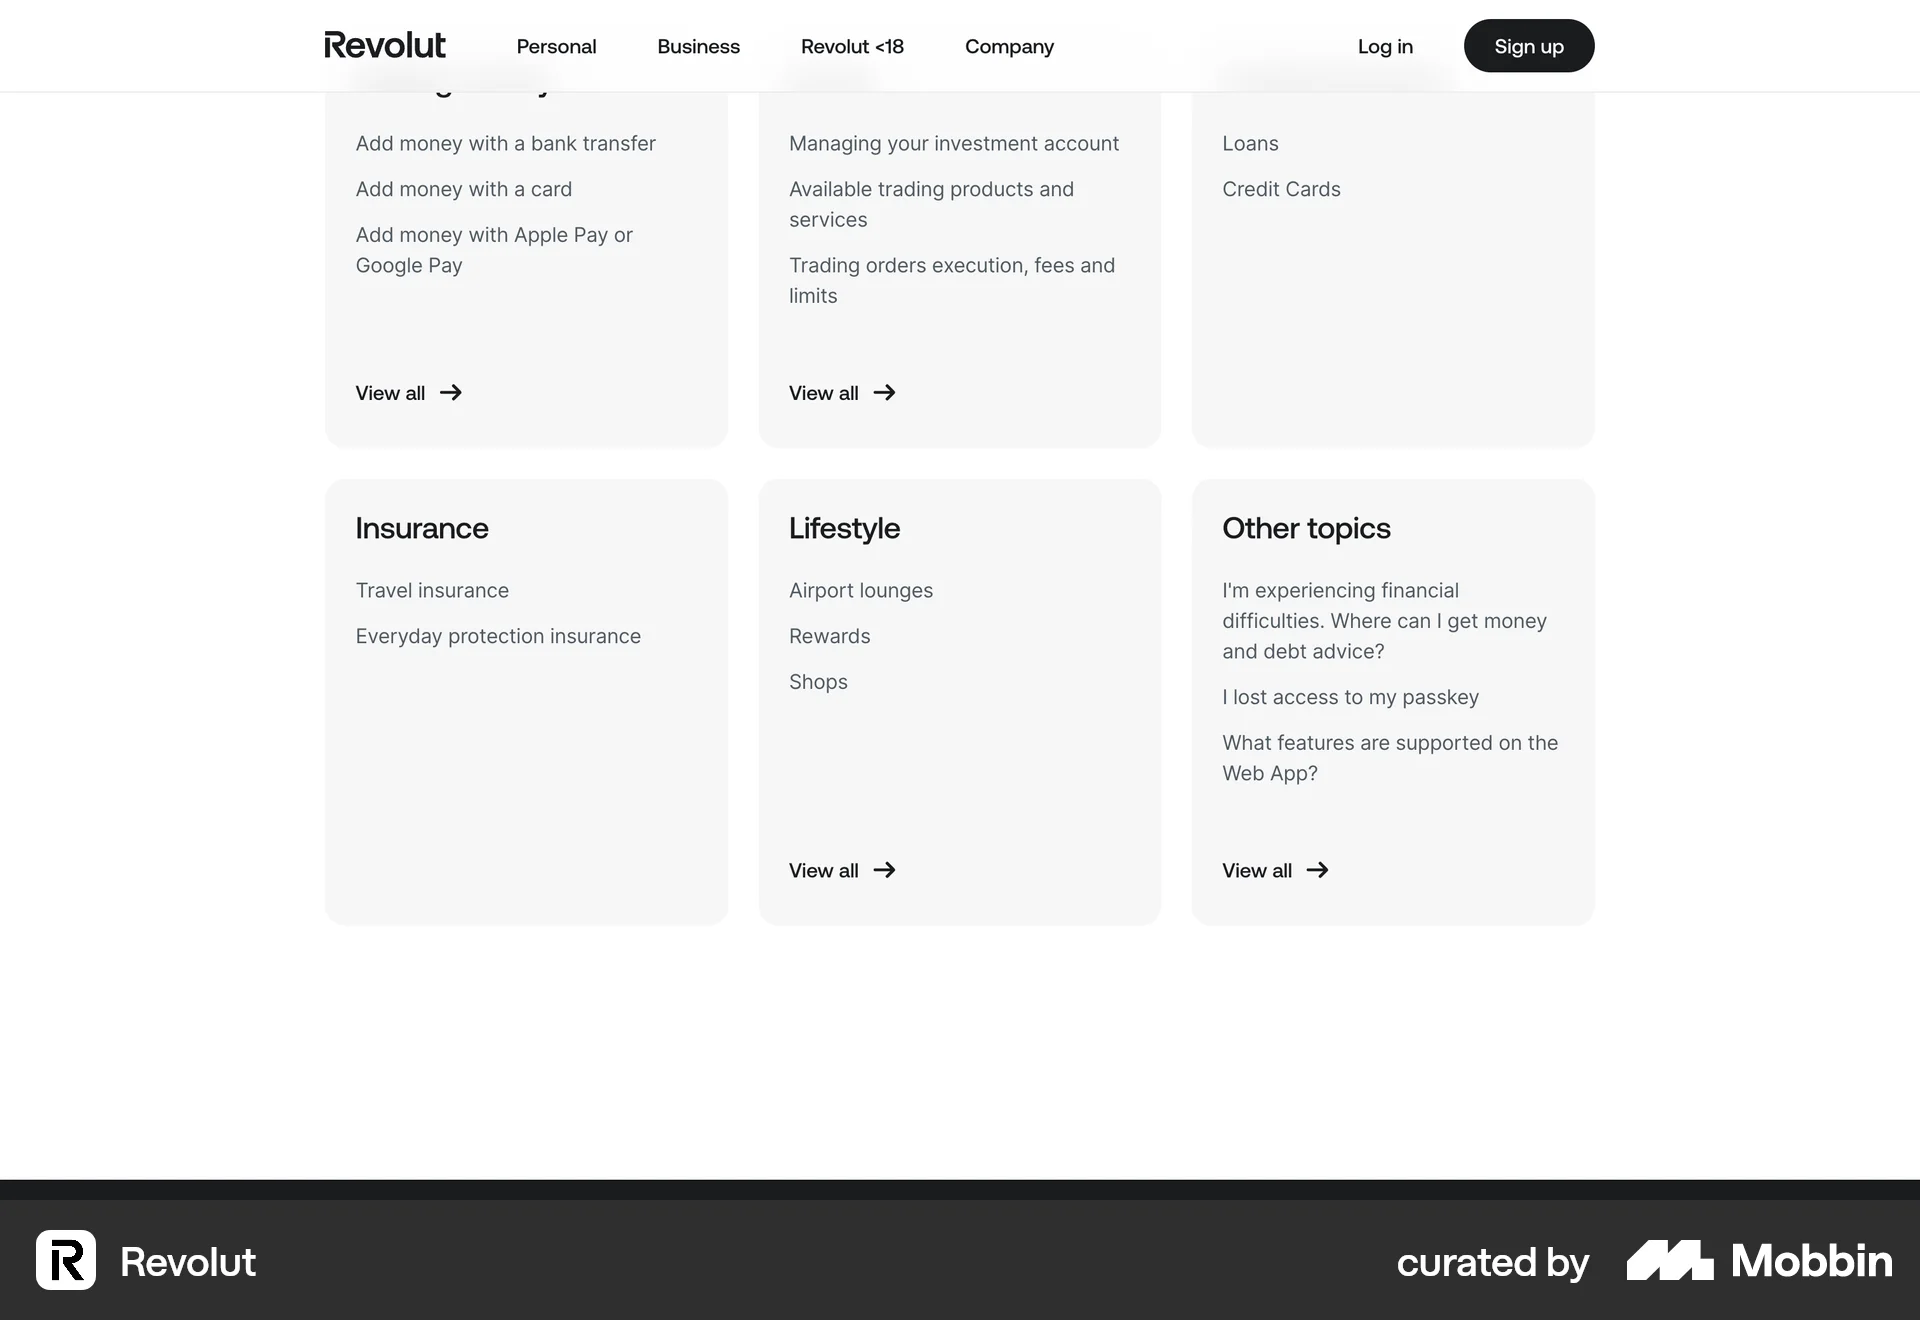 Revolut
Personal
Business
Revolut <18
Company
Log in
Sign up
Add money with a bank transfer
Add money with a card
Add money with Apple Pay or
Google Pay
View all
Managing your investment account
Available trading products and
services
Trading orders execution, fees and
limits
View all
Loans
Credit Cards
Insurance
Travel insurance
Everyday protection insurance
Lifestyle
Airport lounges
Rewards
Shops
View all
Other topics
I'm experiencing financial
difficulties. Where can I get money
and debt advice?
I lost access to my passkey
What features are supported on the
Web App?
View all
R
Revolut
curated by
Mobbin